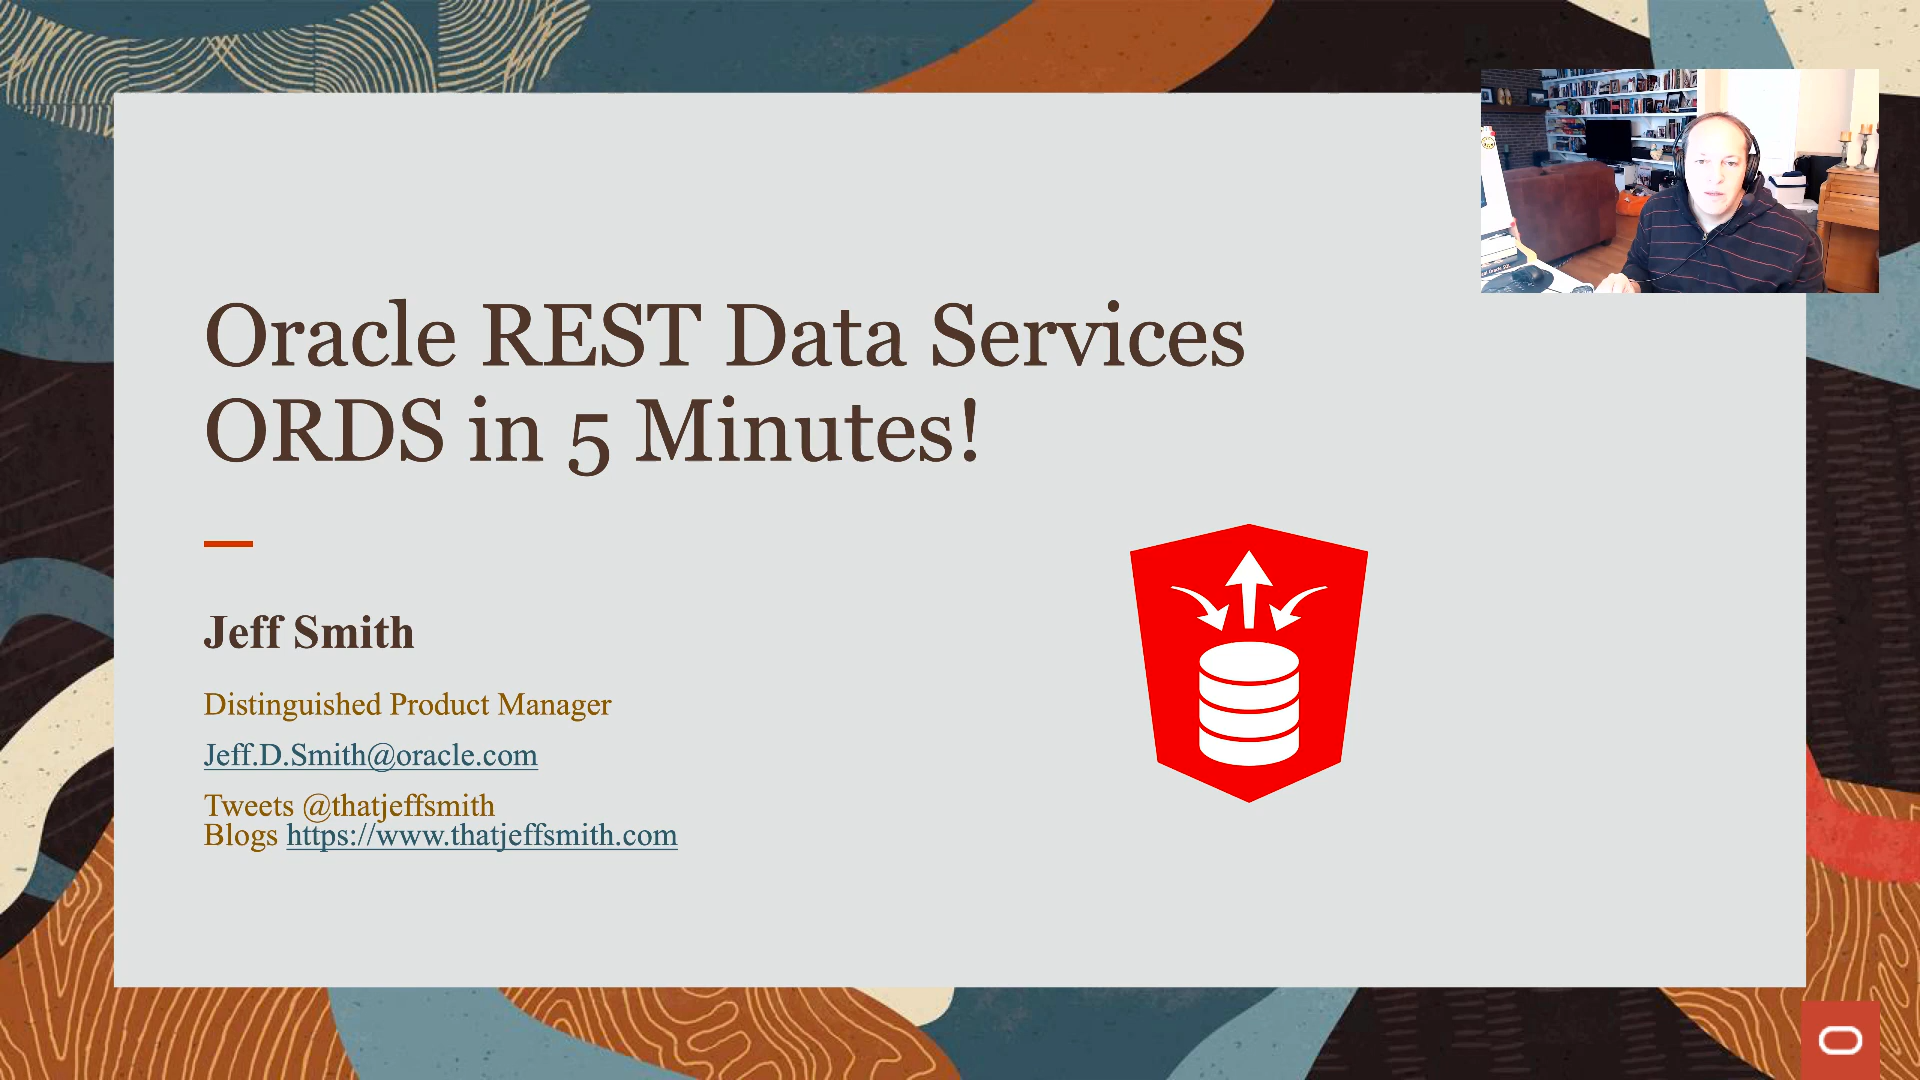 Oracle REST Data Services
ORDS in 5 Minutes!
Jeff Smith
Distinguished Product Manager
Jeff.D.Smith@oracle.com
Tweets @thatjeffsmith
Blogs https://www.thatjeffsmith.com